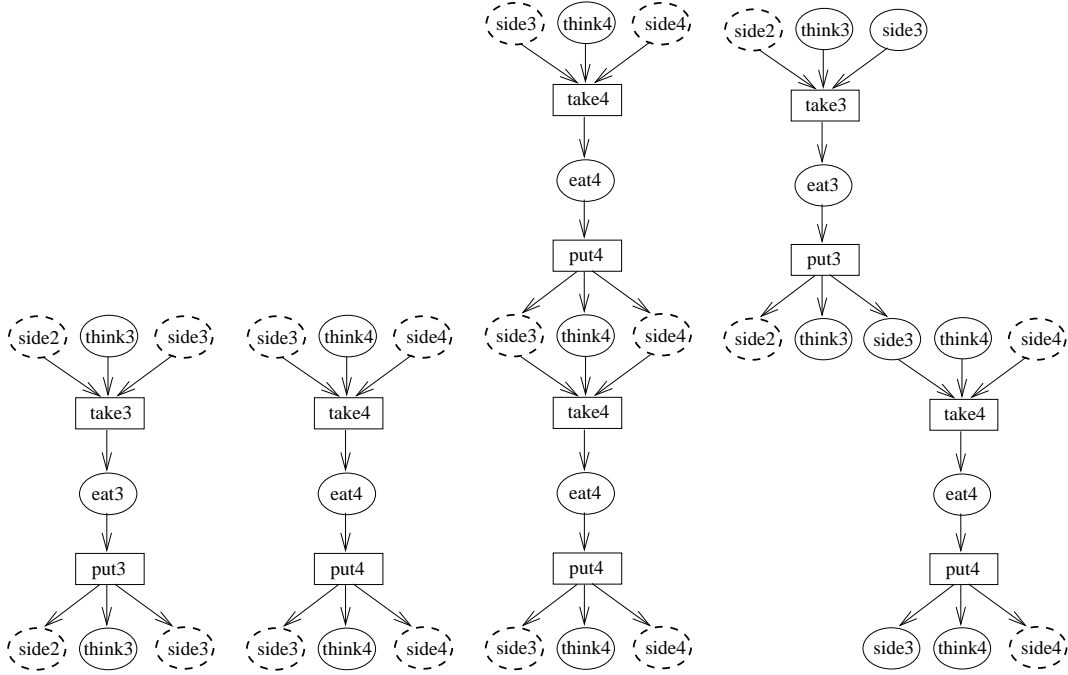 side3 think4 side4 side2 think3 side3
take4 take3
eat4 eat3
put4 put3
side2 think3 side3 side3 think4 side4 side3 think4 side4 side2 think3 side3 think4 side4
take3 take4 take4 take4
eat3 eat4 eat4 eat4
put3 put4 put4 put4
side2 think3 side3 side3 think4 side4 side3 think4 side4 side3 think4 side4